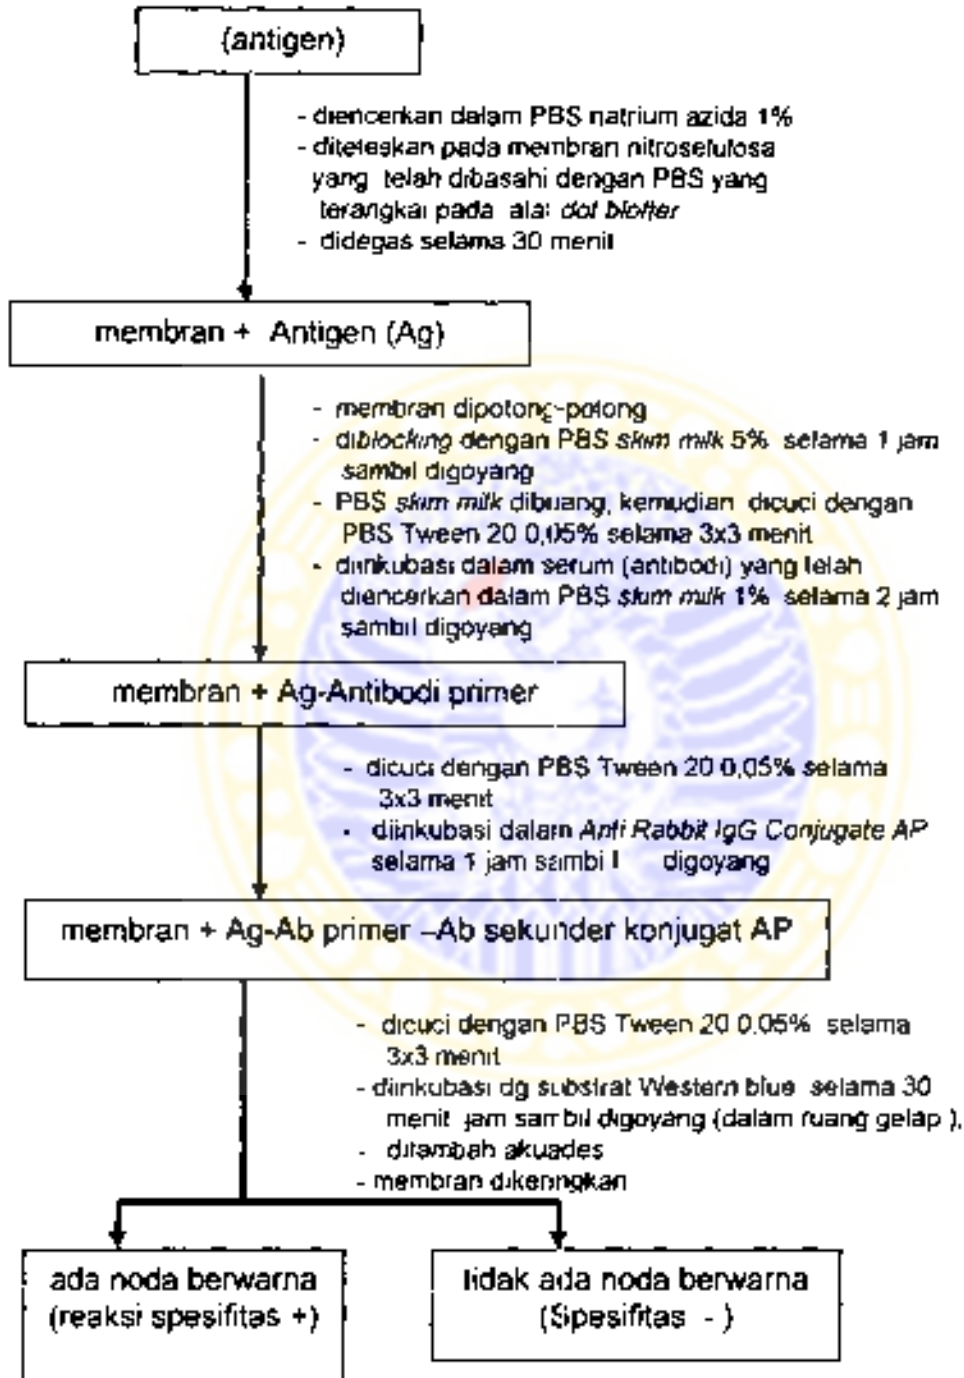 (antigen)
- diencerkan dalam PBS natrium azida 1%
- diteteskan pada membran nitroselulosa
yang telah dibasahi dengan PBS yang
terangkai pada alat dot blotter
- didegas selama 30 menit
membran + Antigen (Ag)
- membran dipotong-potong
- diblocking dengan PBS skim milk 5% selama 1 jam
sambil digoyang
- PBS skim milk dibuang, kemudian dicuci dengan
PBS Tween 20 0,05% selama 3x3 menit
- diinkubasi dalam serum (antibodi) yang telah
diencerkan dalam PBS skim milk 1% selama 2 jam
sambil digoyang
membran + Ag-Antibodi primer
- dicuci dengan PBS Tween 20 0,05% selama
3x3 menit
- diinkubasi dalam Anti Rabbit IgG Conjugate AP
selama 1 jam sambi l digoyang
membran + Ag-Ab primer –Ab sekunder konjugat AP
- dicuci dengan PBS Tween 20 0,05% selama
3x3 menit
- diinkubasi dg substrat Western blue selama 30
menit jam sambil digoyang (dalam ruang gelap ),
- ditambah akuades
- membran dikeringkan
ada noda berwarna
(reaksi spesifitas +)
tidak ada noda berwarna
(Spesifitas - )